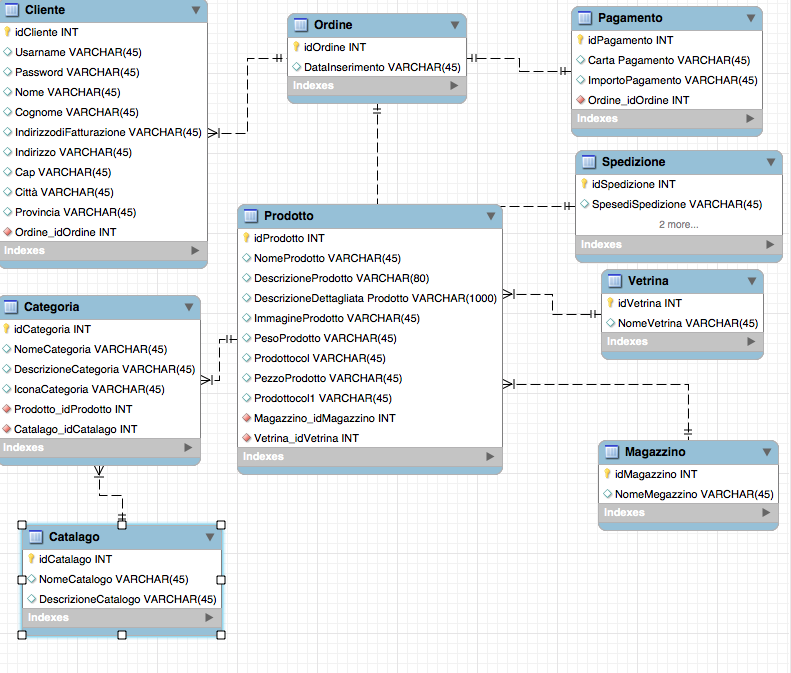 Cliente
idCliente INT
Username VARCHAR(45)
Password VARCHAR(45)
Nome VARCHAR(45)
Cognome VARCHAR(45)
IndirizzodiFatturazione VARCHAR(45)
Indirizzo VARCHAR(45)
Cap VARCHAR(45)
Città VARCHAR(45)
Provincia VARCHAR(45)
Ordine_idOrdine INT
Indexes
Ordine
idOrdine INT
DataInserimento VARCHAR(45)
Indexes
Pagamento
idPagamento INT
Carta Pagamento VARCHAR(45)
ImportoPagamento VARCHAR(45)
Ordine_idOrdine INT
Indexes
Spedizione
idSpedizione INT
SpesediSpedizione VARCHAR(45)
2 more...
Indexes
Prodotto
idProdotto INT
NomeProdotto VARCHAR(45)
DescrizioneProdotto VARCHAR(80)
DescrizioneDettagliata Prodotto VARCHAR(1000)
ImmagineProdotto VARCHAR(45)
PesoProdotto VARCHAR(45)
Prodottocol VARCHAR(45)
PezzoProdotto VARCHAR(45)
Prodottocol1 VARCHAR(45)
Magazzino_idMagazzino INT
Vetrina_idVetrina INT
Indexes
Vetrina
idVetrina INT
NomeVetrina VARCHAR(45)
Indexes
Categoria
idCategoria INT
NomeCategoria VARCHAR(45)
DescrizioneCategoria VARCHAR(45)
IconaCategoria VARCHAR(45)
Prodotto_idProdotto INT
Catalago_idCatalago INT
Indexes
Magazzino
idMagazzino INT
NomeMegazzino VARCHAR(45)
Indexes
Catalago
idCatalago INT
NomeCatalogo VARCHAR(45)
DescrizioneCatalogo VARCHAR(45)
Indexes